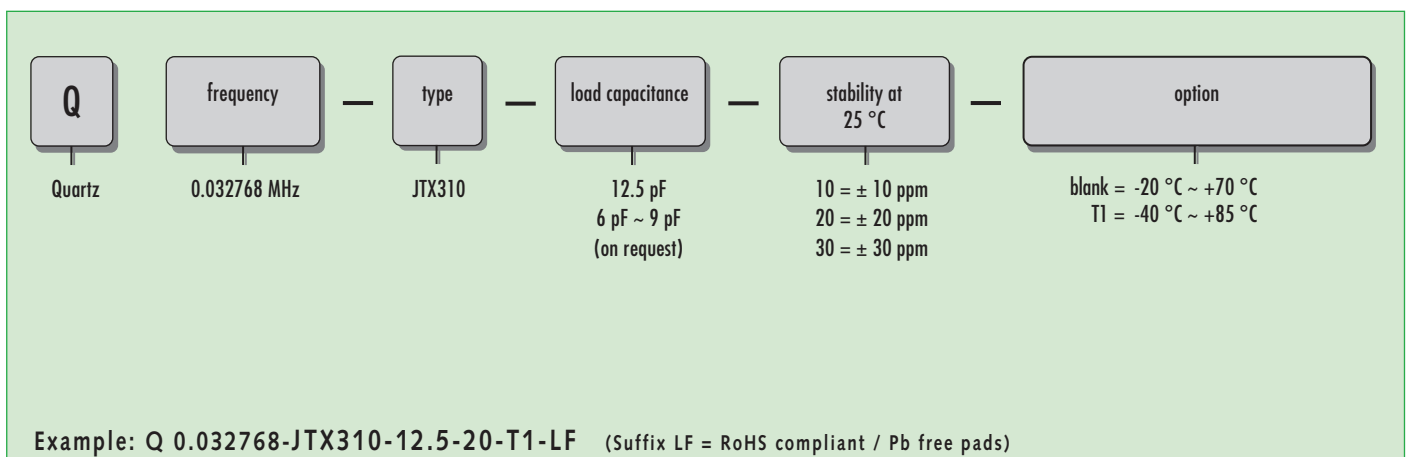 Q
frequency — type — load capacitance — stability at
25 °C — option
Quartz
0.032768 MHz
JTX310
12.5 pF
6 pF ~ 9 pF
(on request)
10 = ± 10 ppm
20 = ± 20 ppm
30 = ± 30 ppm
blank = -20 °C ~ +70 °C
T1 = -40 °C ~ +85 °C
Example: Q 0.032768-JTX310-12.5-20-T1-LF (Suffix LF = RoHS compliant / Pb free pads)